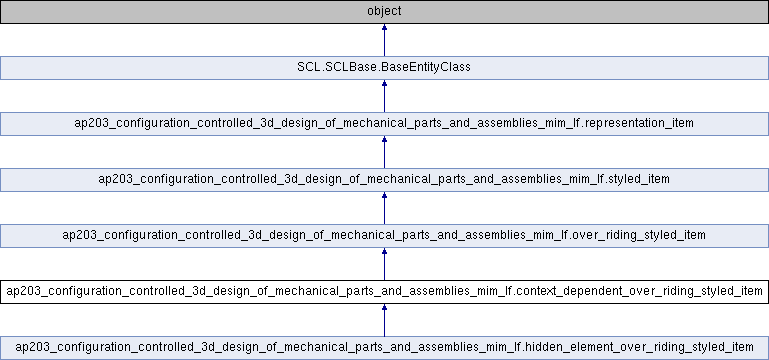 object
SCL.SCLBase.BaseEntityClass
ap203_configuration_controlled_3d_design_of_mechanical_parts_and_assemblies_mim_lf.representation_item
ap203_configuration_controlled_3d_design_of_mechanical_parts_and_assemblies_mim_lf.styled_item
ap203_configuration_controlled_3d_design_of_mechanical_parts_and_assemblies_mim_lf.over_riding_styled_item
ap203_configuration_controlled_3d_design_of_mechanical_parts_and_assemblies_mim_lf.context_dependent_over_riding_styled_item
ap203_configuration_controlled_3d_design_of_mechanical_parts_and_assemblies_mim_lf.hidden_element_over_riding_styled_item